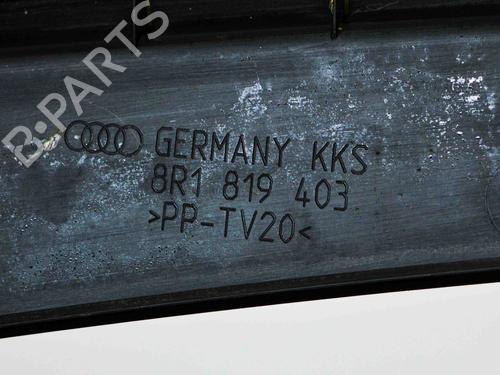 B-PARTS
GERMANY KKS
8R1 819 403
>PP-TV20<